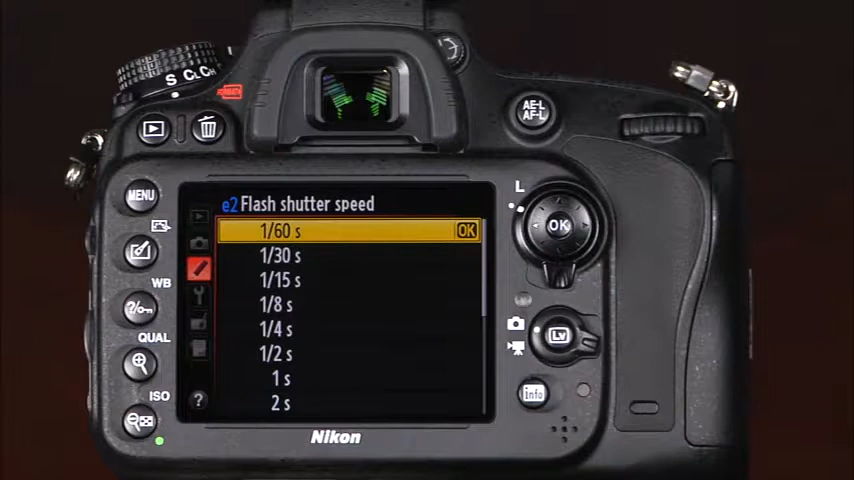 S CL CH
FORMAT
AE-L
AF-L
MENU
WB
?/
QUAL
ISO
L
OK
Lv
info
e2 Flash shutter speed
1/60 s OK
1/30 s
1/15 s
1/8 s
1/4 s
1/2 s
1 s
2 s
?
Nikon